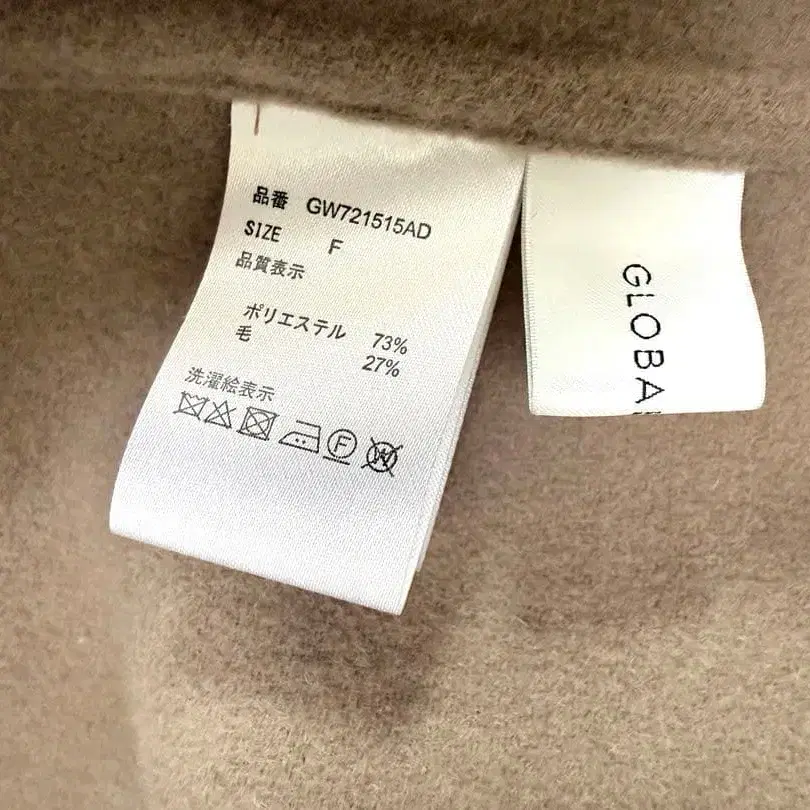 品番 GW721515AD
SIZE F
品質表示
ポリエステル 73%
毛 27%
洗濯絵表示
F W
GLOBA